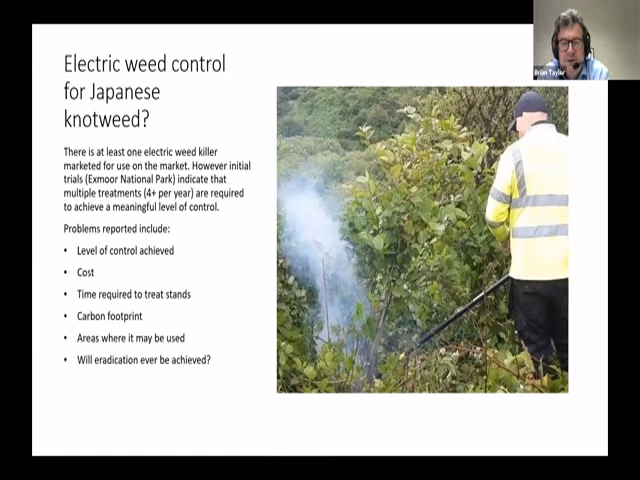 Electric weed control
for Japanese
knotweed?
There is at least one electric weed killer
marketed for use on the market. However initial
trials (Exmoor National Park) indicate that
multiple treatments (4+ per year) are required
to achieve a meaningful level of control.
Problems reported include:
• Level of control achieved
• Cost
• Time required to treat stands
• Carbon footprint
• Areas where it may be used
• Will eradication ever be achieved?
Brian Taylor